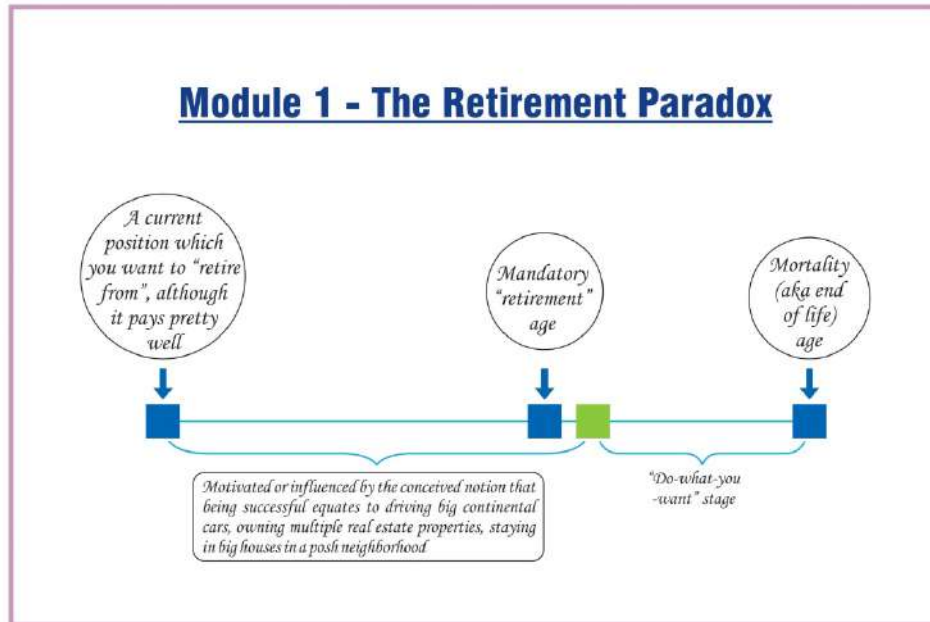 Module 1 - The Retirement Paradox
A current
position which
you want to “retire
from”, although
it pays pretty
well
Mandatory
“retirement”
age
Mortality
(aka end
of life)
age
Motivated or influenced by the conceived notion that
being successful equates to driving big continental
cars, owning multiple real estate properties, staying
in big houses in a posh neighborhood
“Do-what-you
-want” stage